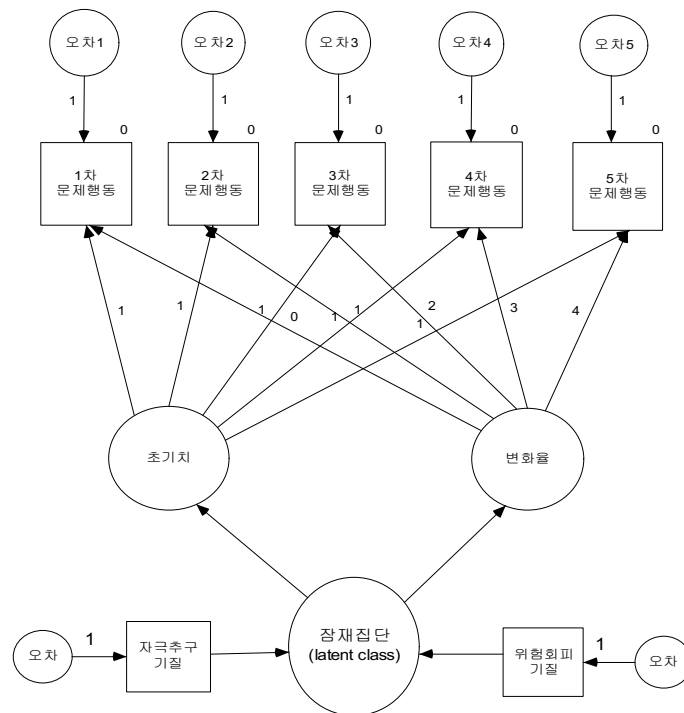 오차1 오차2 오차3 오차4 오차5
1 1 1 1 1
0 0 0 0 0
1차 2차 3차 4차 5차
문제행동 문제행동 문제행동 문제행동 문제행동
1 1 1 0 1 1 1 2 3 4
초기치 변화율
잠재집단
(latent class)
오차 1 자극추구 위험회피 1 오차
기질 기질